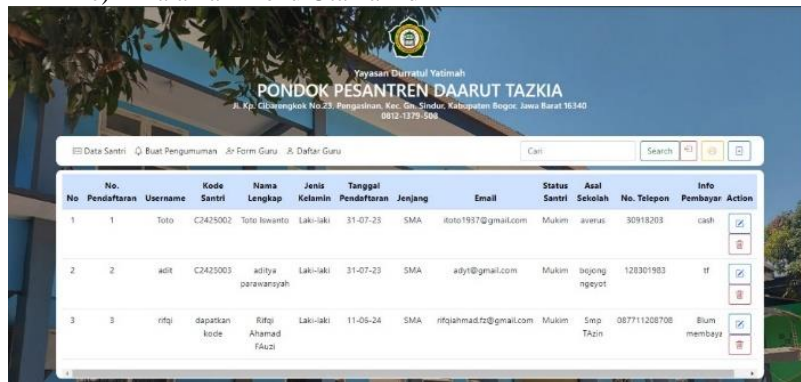 Yayasan Durratul Yatimah
PONDOK PESANTREN DAARUT TAZKIA
Jl. Kp. Cibarengkok No.23, Pengasinan, Kec. Gn. Sindur, Kabupaten Bogor, Jawa Barat 16340
0812-1379-508
Data Santri Buat Pengumuman Form Guru Daftar Guru Cari Search
No No. Pendaftaran Username Kode Santri Nama Lengkap Jenis Kelamin Tanggal Pendaftaran Jenjang Email Status Santri Asal Sekolah No. Telepon Info Pembayar Action
1 1 Toto C2425002 Toto Iswanto Laki-laki 31-07-23 SMA itoto1937@gmail.com Mukim averus 30918203 cash
2 2 adit C2425003 aditya parawansyah Laki-laki 31-07-23 SMA adyt@gmail.com Mukim bojong ngeyot 128301983 tf
3 3 rifqi dapatkan kode Rifqi Ahamad FAuzi Laki-laki 11-06-24 SMA rifqiahmad.fz@gmail.com Mukim Smp TAzin 087711208708 Blum membaya